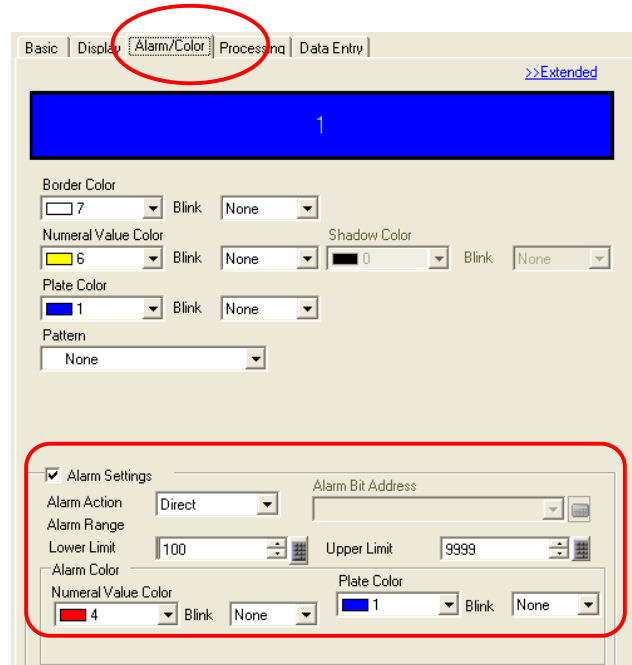 Basic Display Alarm/Color Processing Data Entry
>>Extended
1
Border Color
7 Blink None
Numeral Value Color Shadow Color
6 Blink None 0 Blink None
Plate Color
1 Blink None
Pattern
None
Alarm Settings
Alarm Bit Address
Alarm Action Direct
Alarm Range
Lower Limit 100 Upper Limit 9999
Alarm Color
Plate Color
Numeral Value Color
4 Blink None 1 Blink None